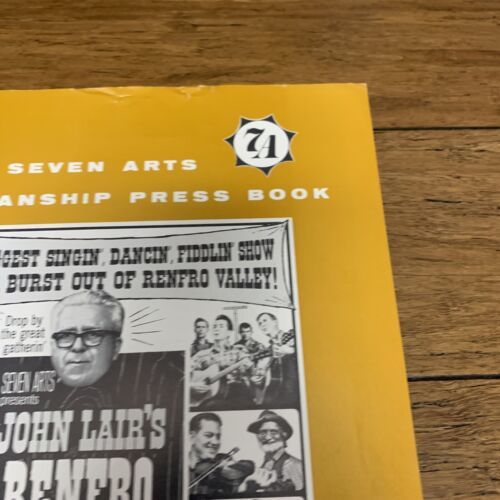 7A
SEVEN ARTS
ANSHIP PRESS BOOK
GEST SINGIN', DANCIN', FIDDLIN' SHOW
BURST OUT OF RENFRO VALLEY!
Drop by
the great
gatherin'
SEVEN ARTS
presents
JOHN LAIR'S
RENFRO